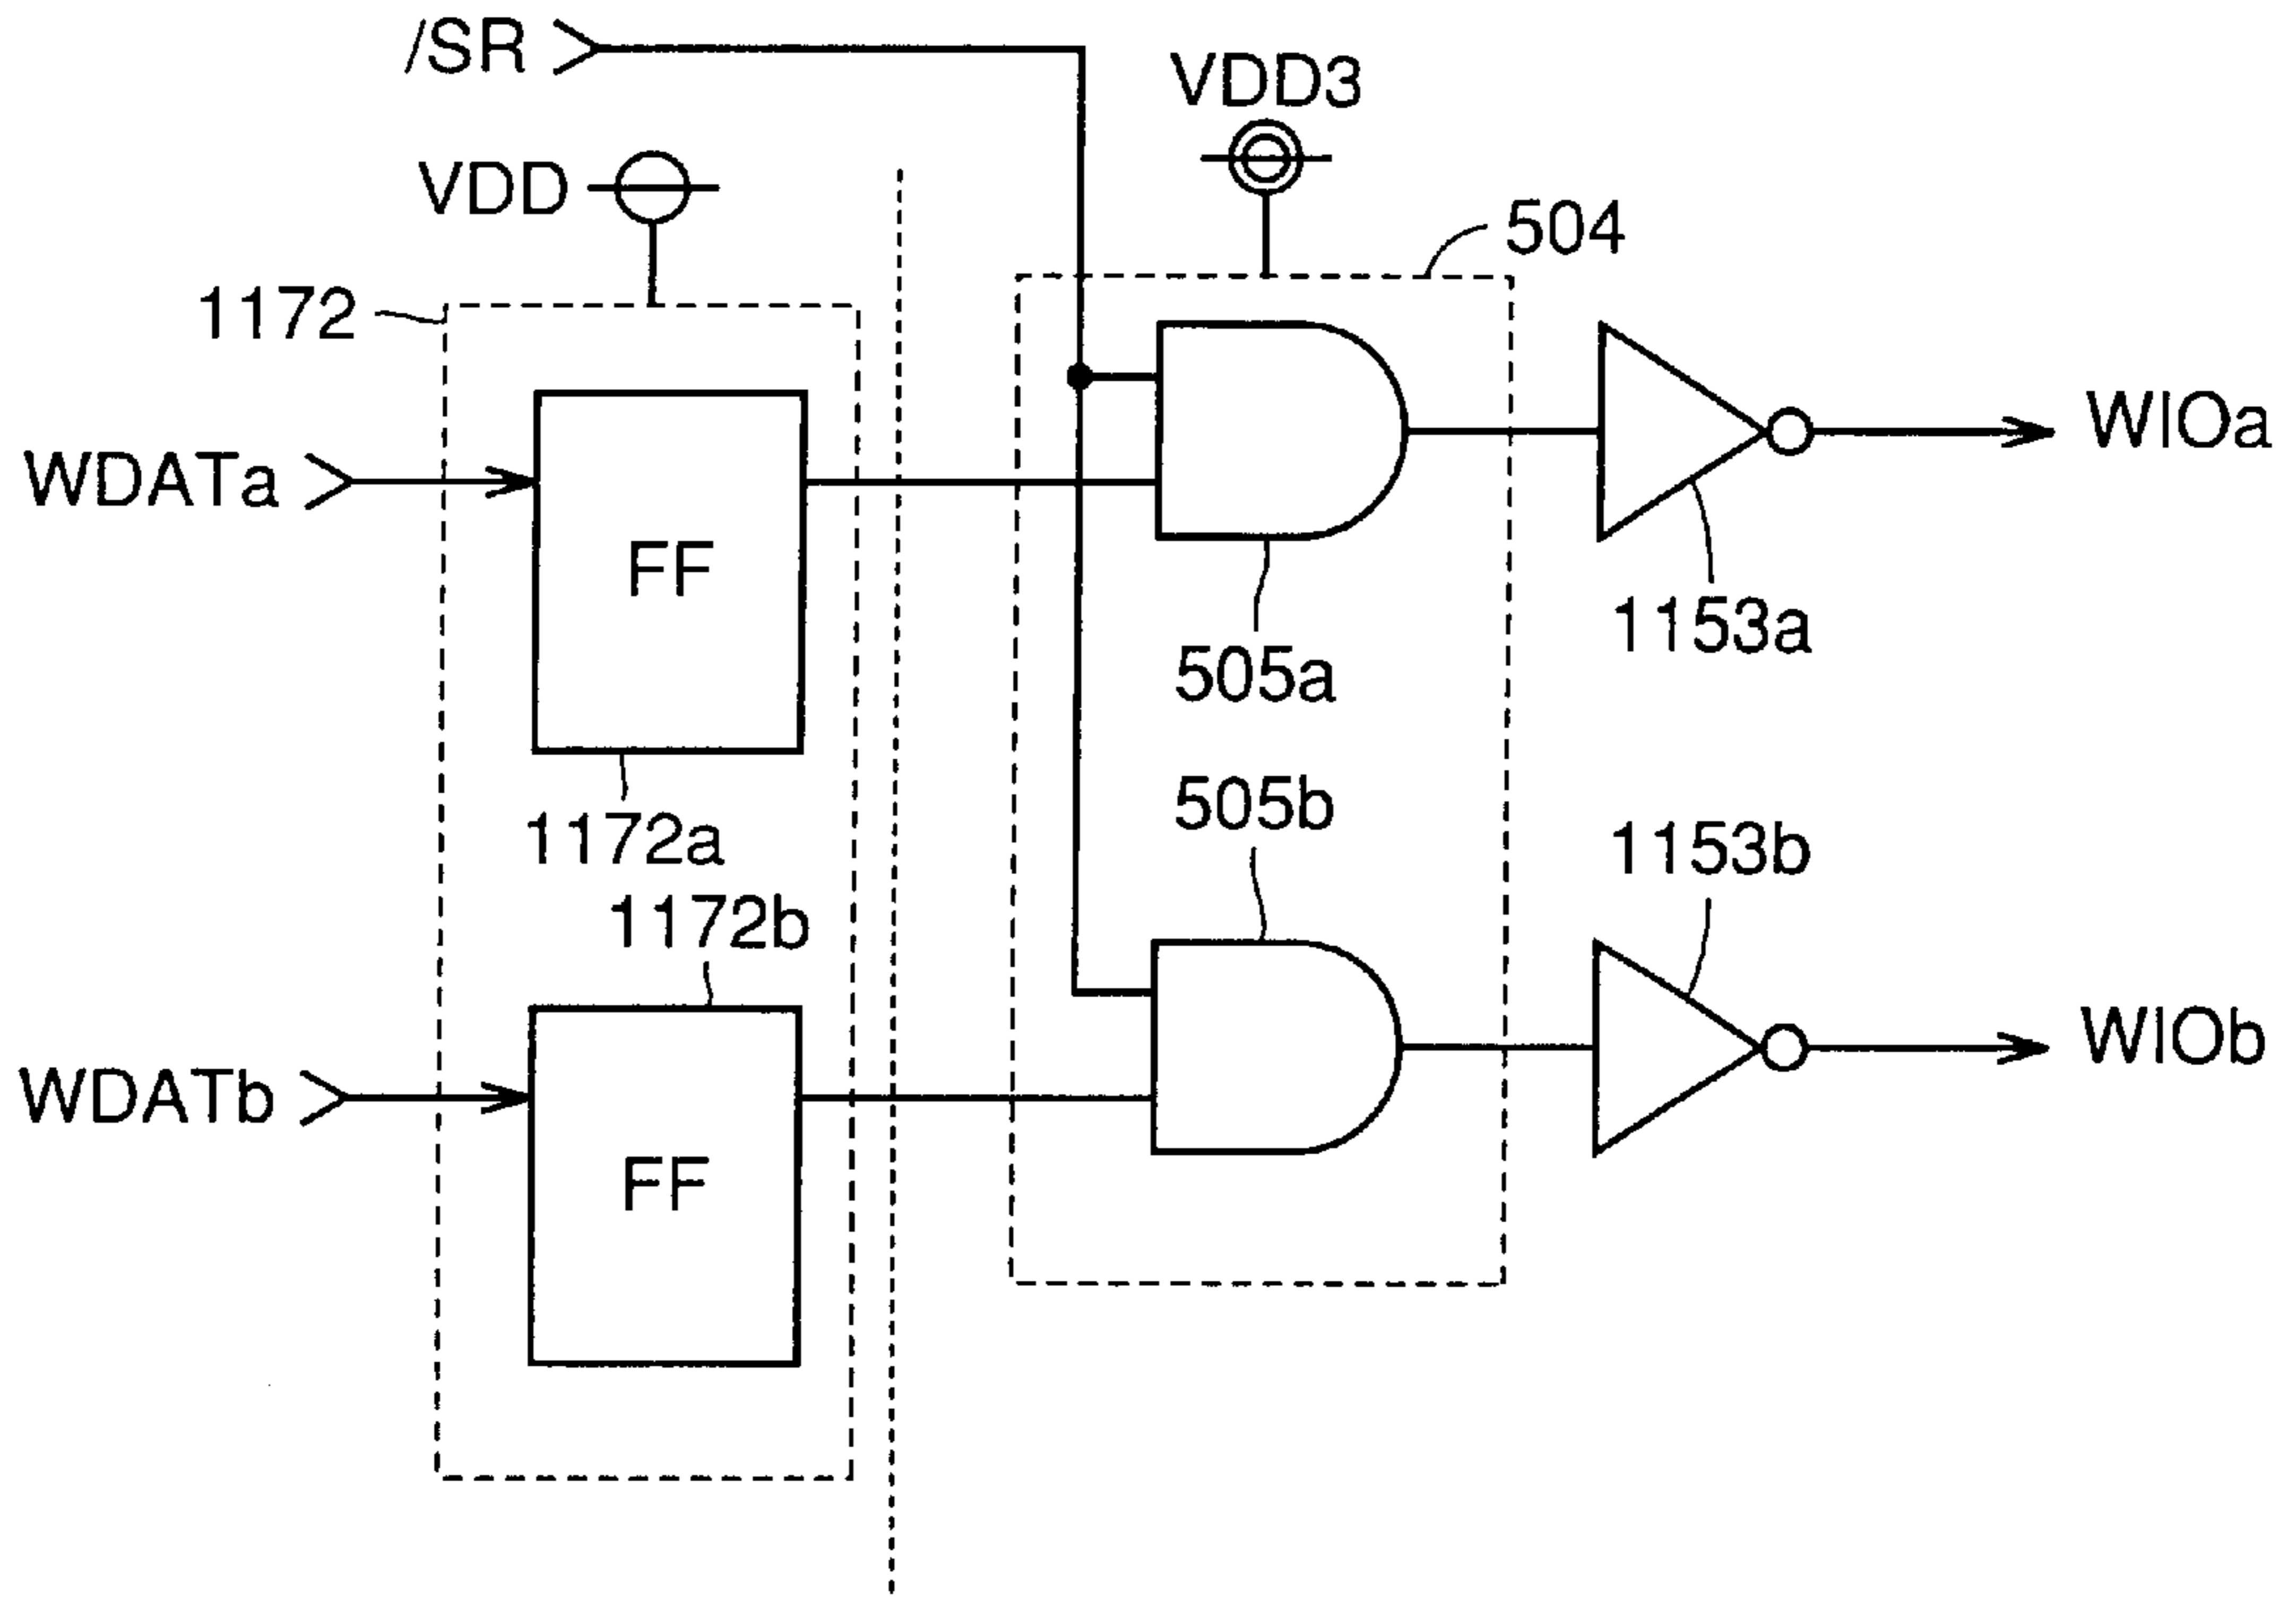 /SR
VDD3
VDD
504
1172
WIOa
WDATa
FF
1153a
505a
505b
1172a
1153b
1172b
WIOb
WDATb
FF